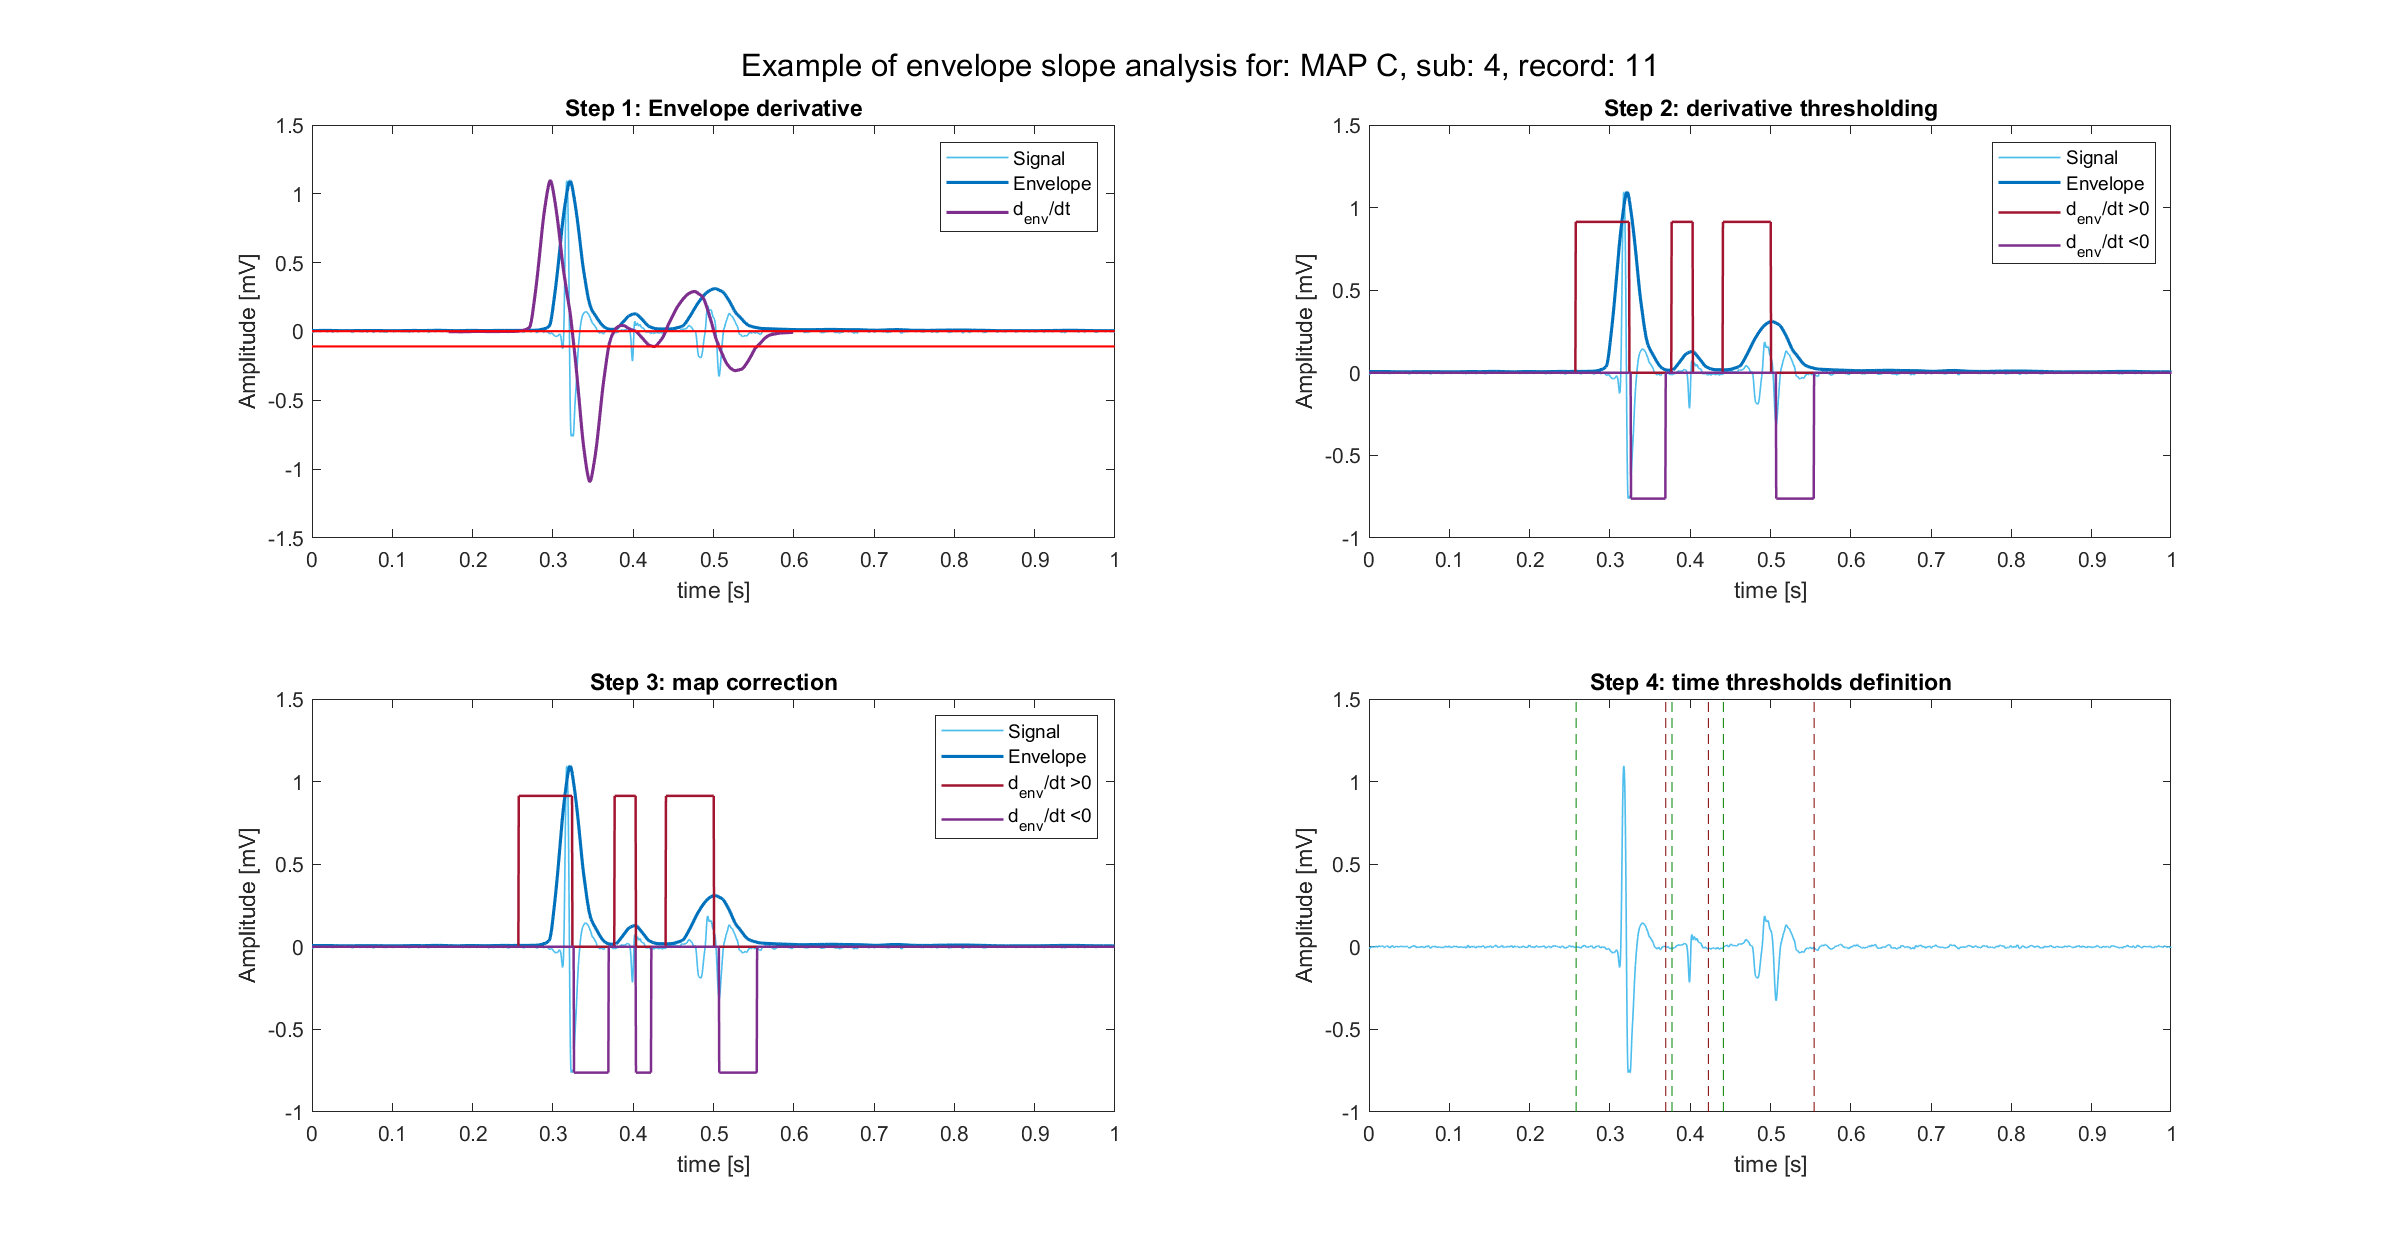 Example of envelope slope analysis for: MAP C, sub: 4, record: 11
Step 1: Envelope derivative
1.5
1
0.5
0
-0.5
-1
-1.5
Amplitude [mV]
Signal
Envelope
d_env/dt
0 0.1 0.2 0.3 0.4 0.5 0.6 0.7 0.8 0.9 1
time [s]
Step 2: derivative thresholding
1.5
1
0.5
0
-0.5
-1
Amplitude [mV]
Signal
Envelope
d_env/dt >0
d_env/dt <0
0 0.1 0.2 0.3 0.4 0.5 0.6 0.7 0.8 0.9 1
time [s]
Step 3: map correction
1.5
1
0.5
0
-0.5
-1
Amplitude [mV]
Signal
Envelope
d_env/dt >0
d_env/dt <0
0 0.1 0.2 0.3 0.4 0.5 0.6 0.7 0.8 0.9 1
time [s]
Step 4: time thresholds definition
1.5
1
0.5
0
-0.5
-1
Amplitude [mV]
0 0.1 0.2 0.3 0.4 0.5 0.6 0.7 0.8 0.9 1
time [s]